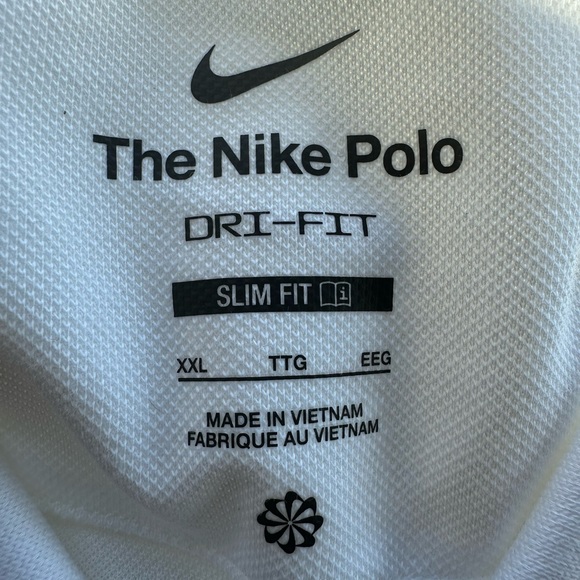 The Nike Polo
DRI-FIT
SLIM FIT
XXL TTG EEG
MADE IN VIETNAM
FABRIQUE AU VIETNAM